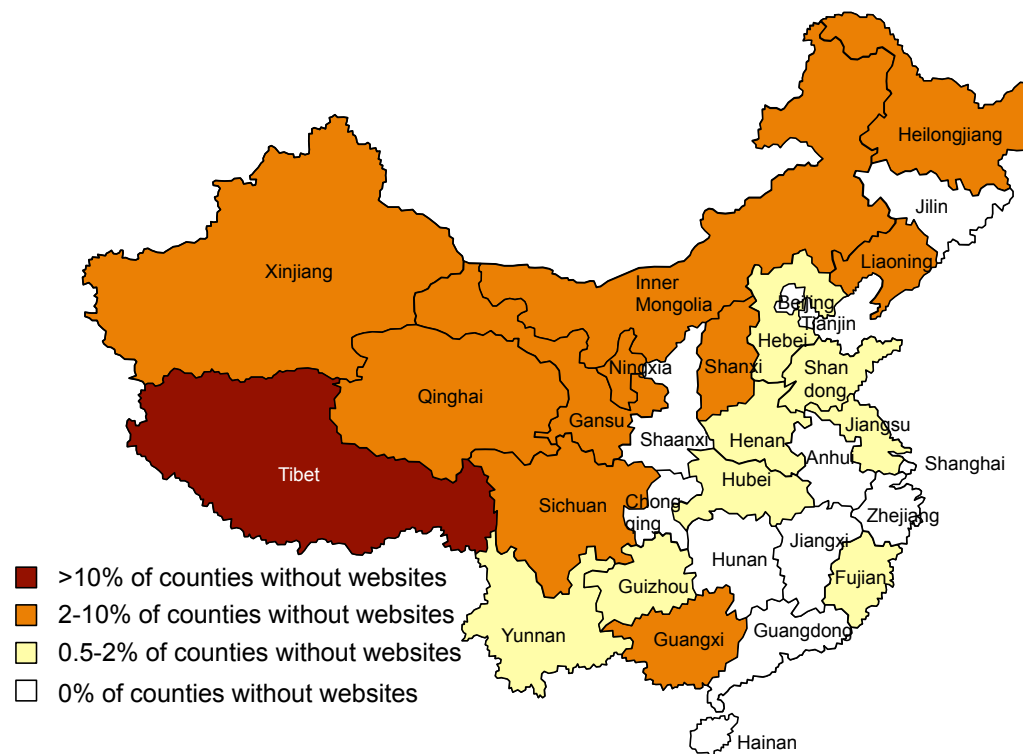 Heilongjiang
Jilin
Liaoning
Xinjiang
Inner
Mongolia
Beijing
Tianjin
Hebei
Ningxia
Shanxi
Shan
dong
Qinghai
Gansu
Jiangsu
Shaanxi
Henan
Anhui
Shanghai
Tibet
Hubei
Sichuan
Chong
qing
Zhejiang
Jiangxi
Hunan
Fujian
Guizhou
Guangdong
Yunnan
Guangxi
Hainan
>10% of counties without websites
2-10% of counties without websites
0.5-2% of counties without websites
0% of counties without websites